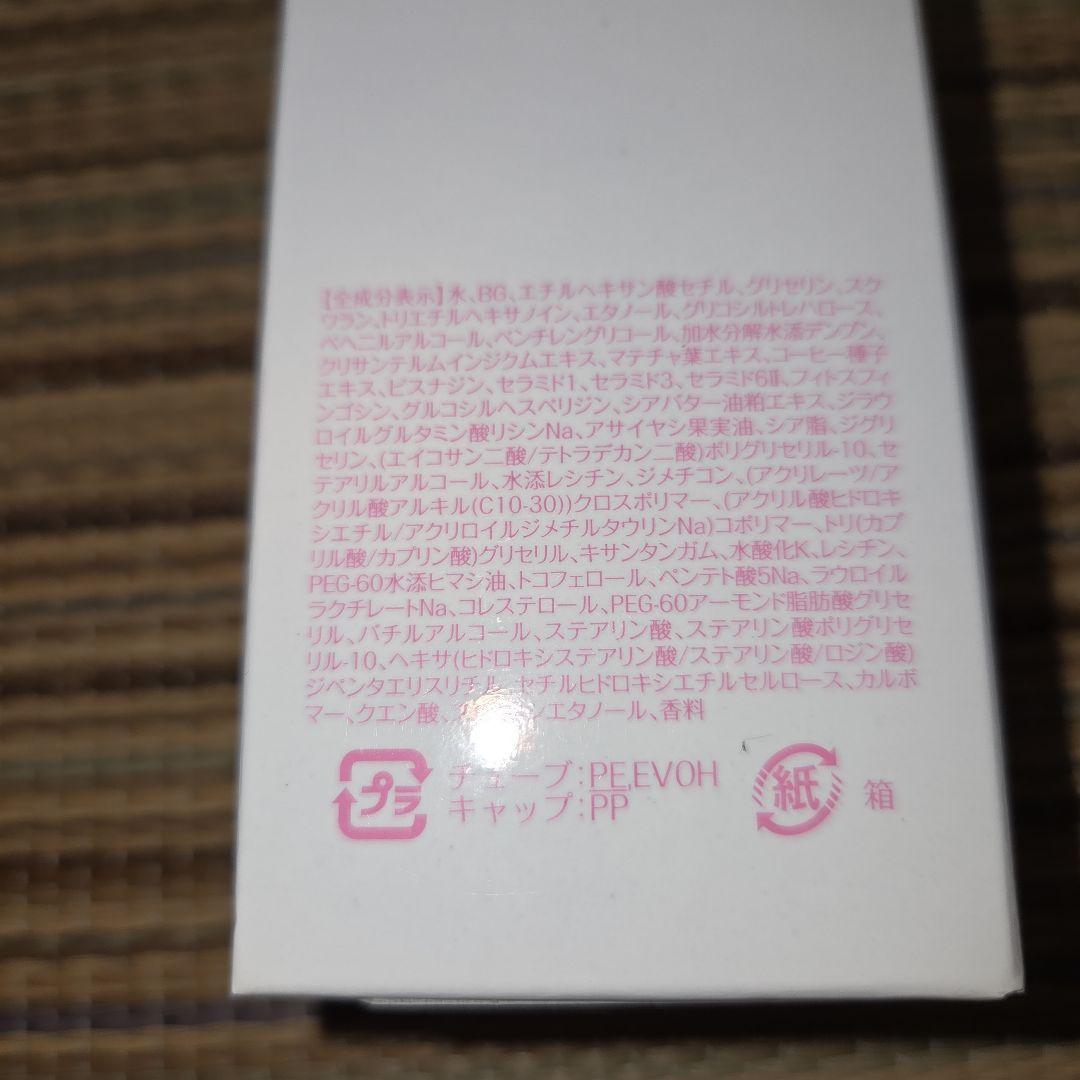 【全成分表示】水、BG、エチルヘキサン酸セチル、グリセリン、スク
ワラン、トリエチルヘキサノイン、エタノール、グリコシルトレハロース、
ベヘニルアルコール、ペンチレングリコール、加水分解水添デンプン、
クリサンテルムインジクムエキス、マテチャ葉エキス、コーヒー種子
エキス、ビスナジン、セラミド1、セラミド3、セラミド6Ⅱ、フィトスフィ
ンゴシン、グルコシルヘスペリジン、シアバター油粕エキス、ジラウ
ロイルグルタミン酸リシンNa、アサイヤシ果実油、シア脂、ジグリ
セリン、(エイコサン二酸/テトラデカン二酸)ポリグリセリル-10、セ
テアリルアルコール、水添レシチン、ジメチコン、(アクリレーツ/ア
クリル酸アルキル(C10-30))クロスポリマー、(アクリル酸ヒドロキ
シエチル/アクリロイルジメチルタウリンNa)コポリマー、トリ(カプ
リル酸/カプリン酸)グリセリル、キサンタンガム、水酸化K、レシチン、
PEG-60水添ヒマシ油、トコフェロール、ペンテト酸5Na、ラウロイル
ラクチレートNa、コレステロール、PEG-60アーモンド脂肪酸グリセ
リル、バチルアルコール、ステアリン酸、ステアリン酸ポリグリセ
リル-10、ヘキサ(ヒドロキシステアリン酸/ステアリン酸/ロジン酸)
ジペンタエリスリチル、セチルヒドロキシエチルセルロース、カルボ
マー、クエン酸、エタノール、香料
プラ チューブ:PE,EVOH
キャップ:PP
紙 箱